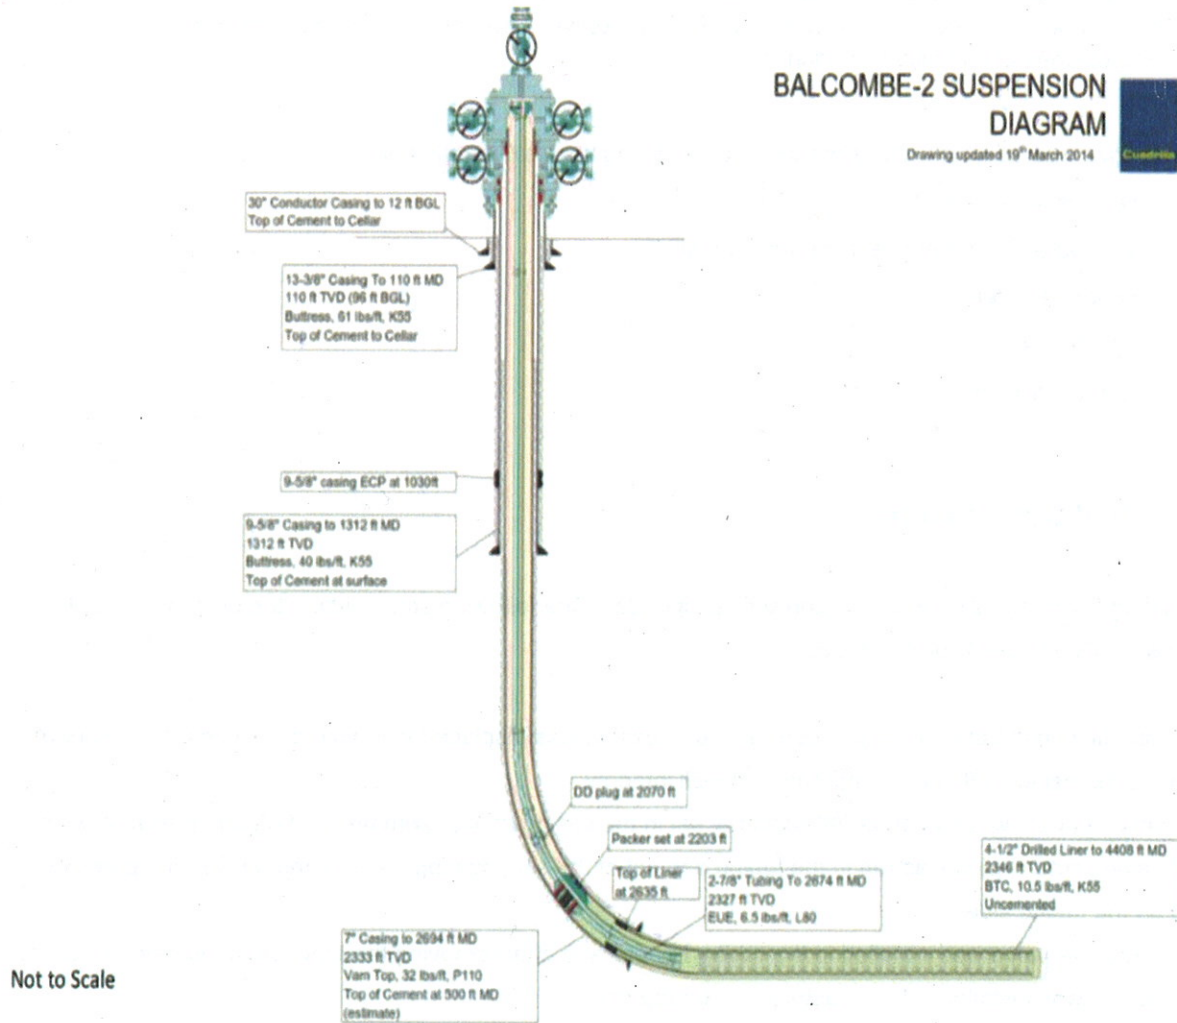 BALCOMBE-2 SUSPENSION
DIAGRAM
Drawing updated 19th March 2014
Cuadrilla
30" Conductor Casing to 12 ft BGL
Top of Cement to Cellar
13-3/8" Casing To 110 ft MD
110 ft TVD (96 ft BGL)
Buttress, 61 lbs/ft, K55
Top of Cement to Cellar
9-5/8" casing ECP at 1030ft
9-5/8" Casing to 1312 ft MD
1312 ft TVD
Buttress, 40 lbs/ft, K55
Top of Cement at surface
DD plug at 2070 ft
Packer set at 2203 ft
Top of Liner
at 2635 ft
2-7/8" Tubing To 2674 ft MD
2327 ft TVD
EUE, 6.5 lbs/ft, L80
4-1/2" Drilled Liner to 4408 ft MD
2346 ft TVD
BTC, 10.5 lbs/ft, K55
Uncemented
7" Casing to 2694 ft MD
2333 ft TVD
Vam Top, 32 lbs/ft, P110
Top of Cement at 500 ft MD
(estimate)
Not to Scale